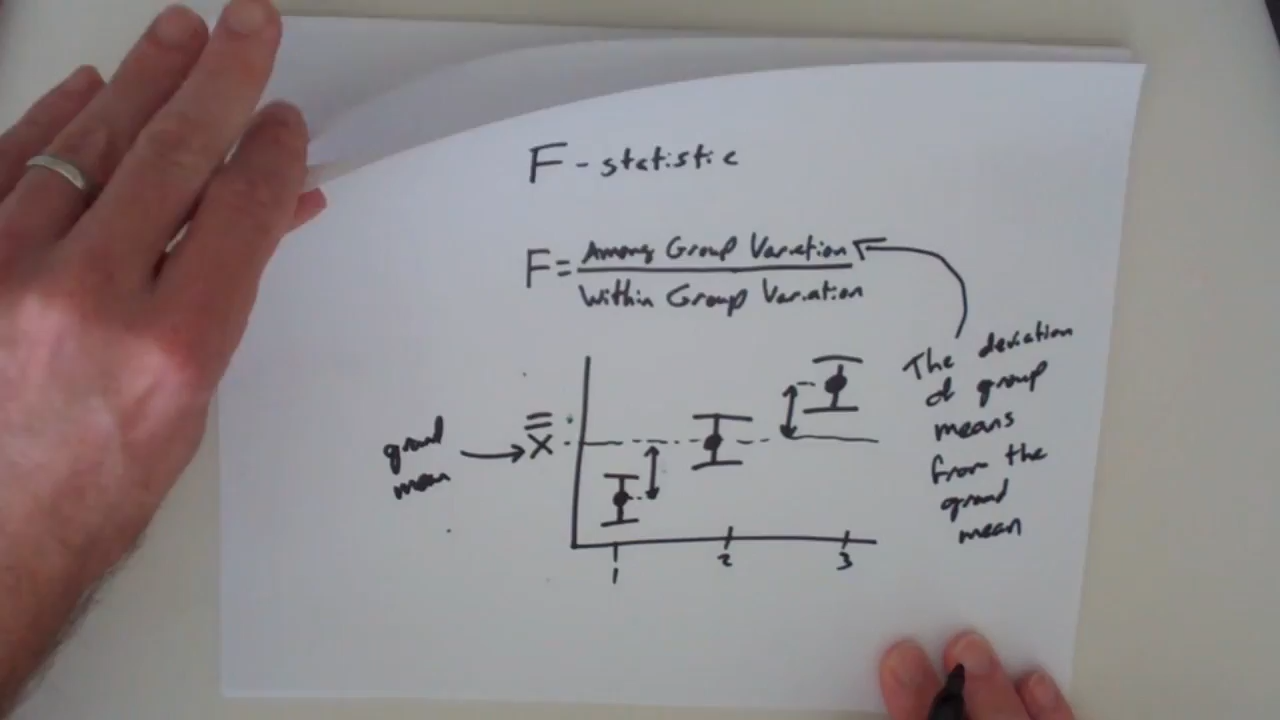 F - statistic
F = Among Group Variation
Within Group Variation
The deviation
of group
means
from the
grand
mean
grand
mean
X
1 2 3